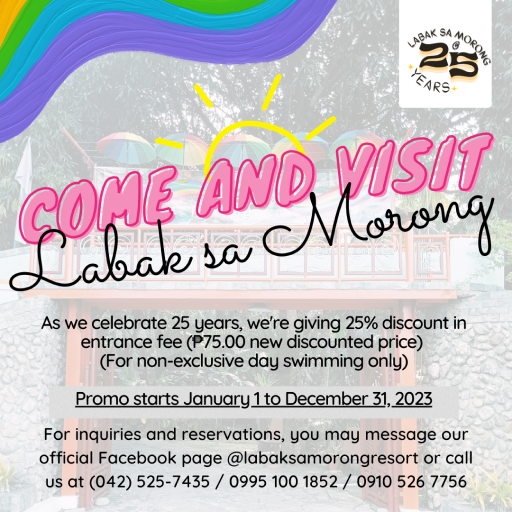 LABAK SA MORONG
@
25
YEARS
COME AND VISIT
Labak sa Morong
As we celebrate 25 years, we're giving 25% discount in
entrance fee (₱75.00 new discounted price)
(For non-exclusive day swimming only)
Promo starts January 1 to December 31, 2023
For inquiries and reservations, you may message our
official Facebook page @labaksamorongresort or call
us at (042) 525-7435 / 0995 100 1852 / 0910 526 7756